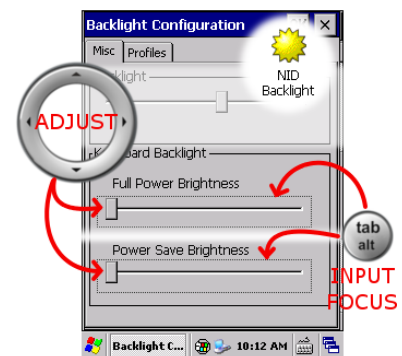 Backlight Configuration
Misc
Profiles
NID
Backlight
light
ADJUST
Full Power Brightness
tab
alt
Power Save Brightness
INPUT
FOCUS
Backlight C...
10:12 AM